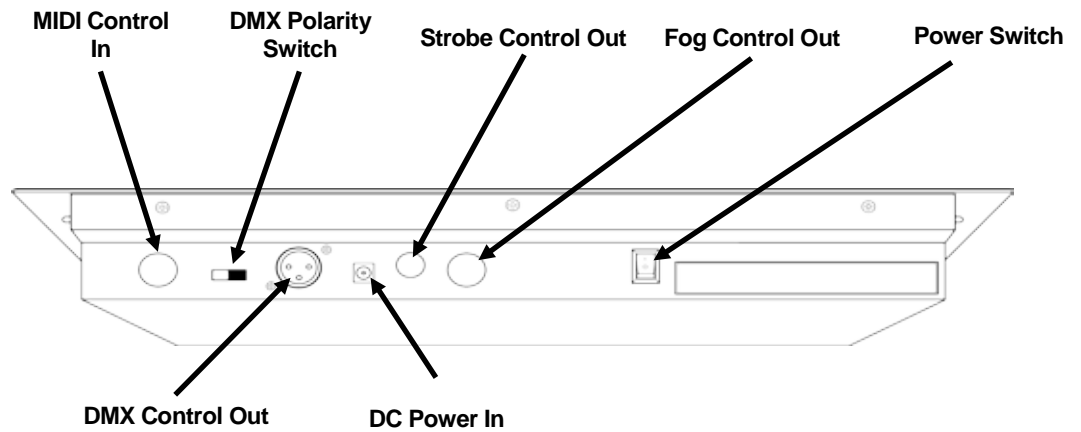 MIDI Control
In
DMX Polarity
Switch
Strobe Control Out
Fog Control Out
Power Switch
DMX Control Out
DC Power In